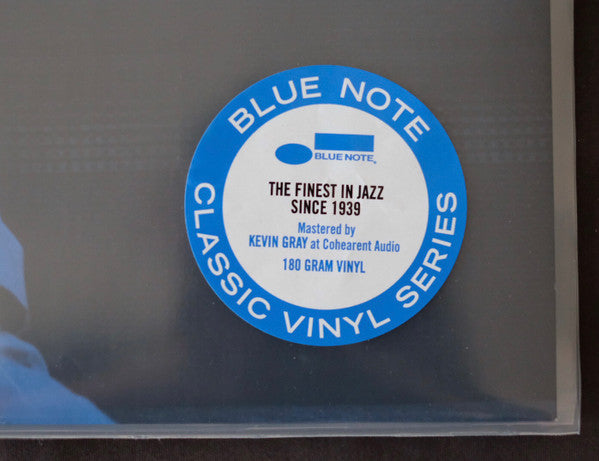 BLUE NOTE
BLUE NOTE®
THE FINEST IN JAZZ
SINCE 1939
Mastered by
KEVIN GRAY at Cohearent Audio
180 GRAM VINYL
CLASSIC VINYL SERIES